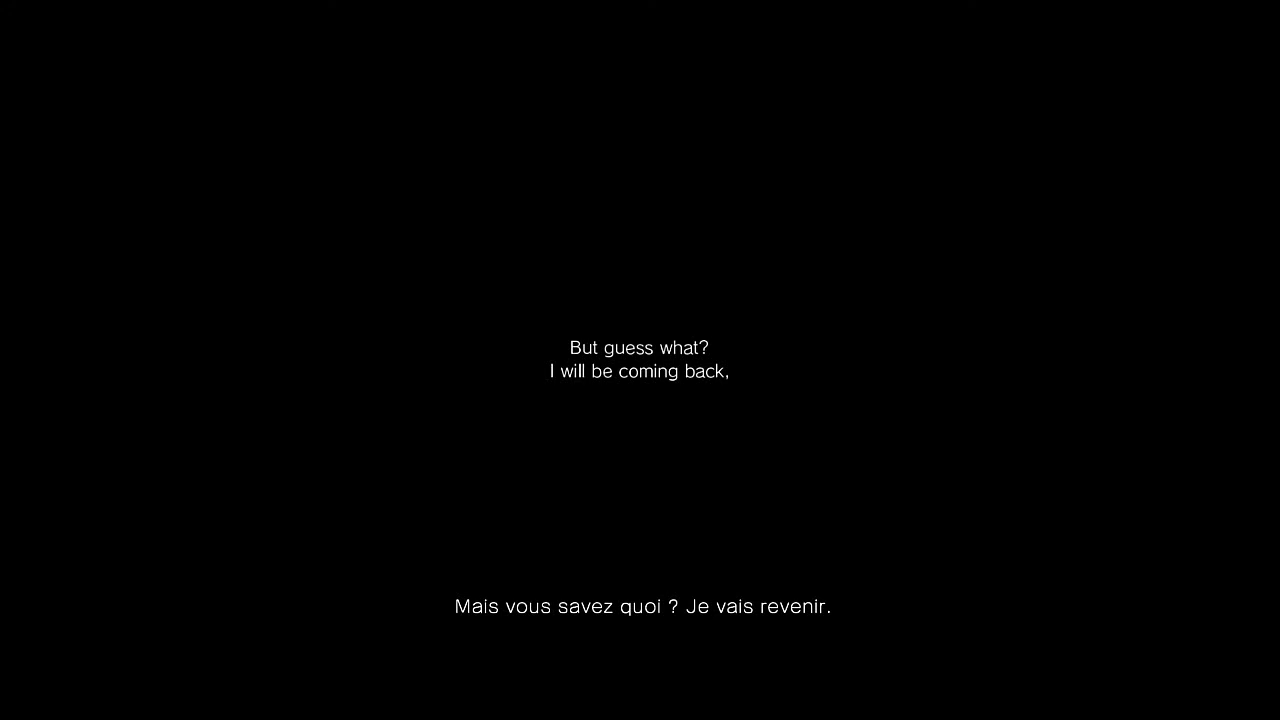 But guess what?
I will be coming back,
Mais vous savez quoi ? Je vais revenir.